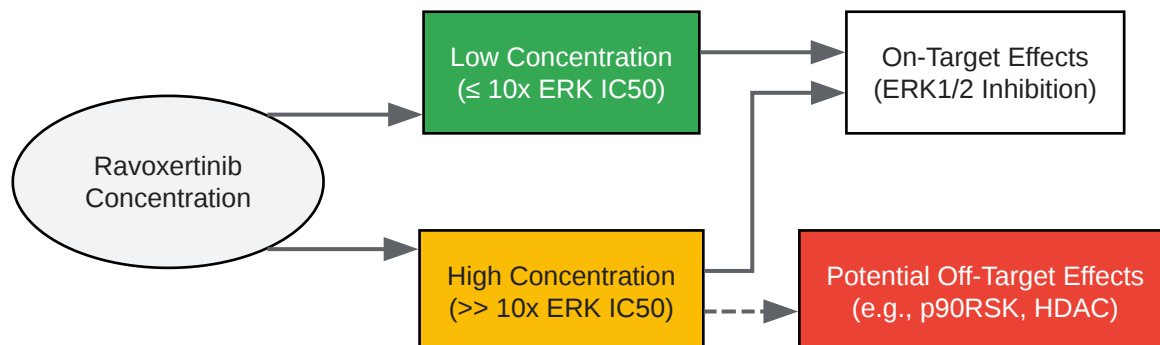 Ravoxertinib
Concentration
Low Concentration
(≤ 10x ERK IC50)
On-Target Effects
(ERK1/2 Inhibition)
High Concentration
(>> 10x ERK IC50)
Potential Off-Target Effects
(e.g., p90RSK, HDAC)